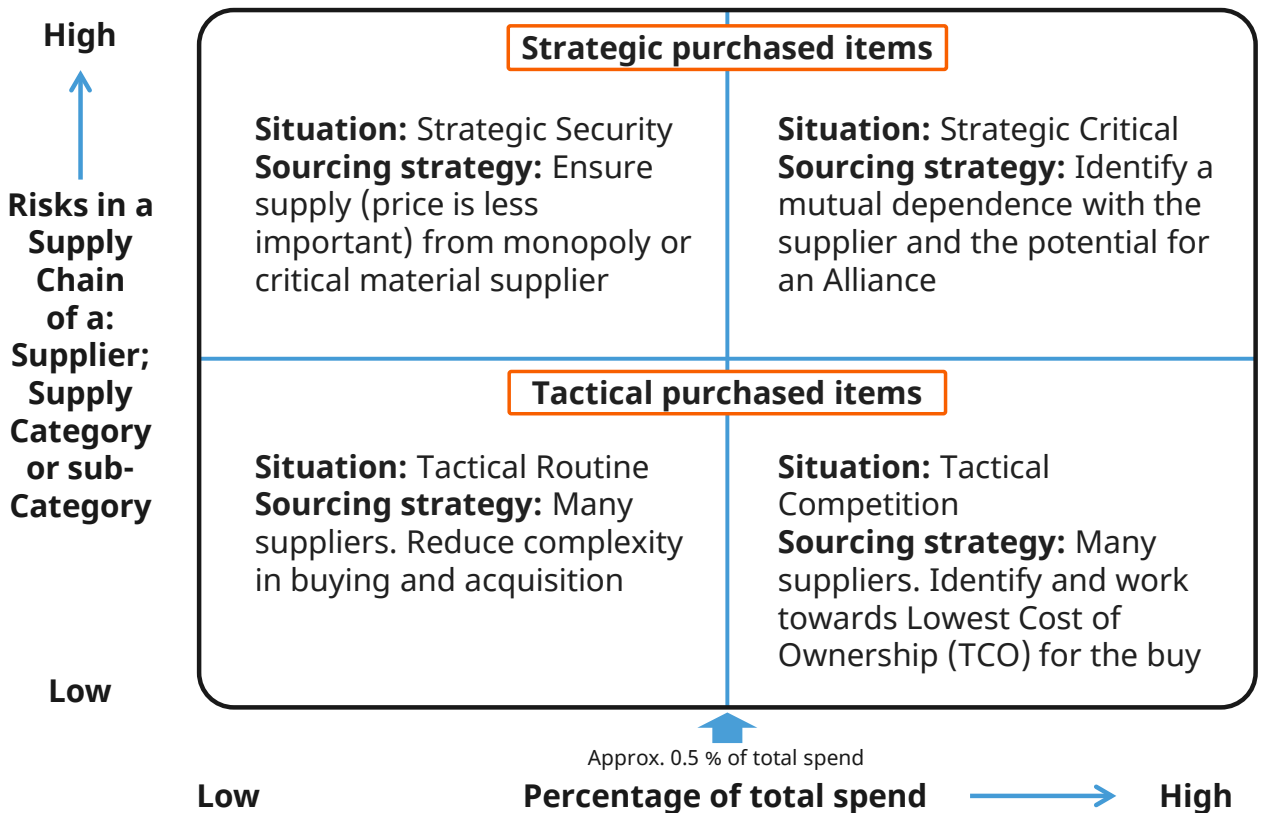 High
Risks in a
Supply
Chain
of a:
Supplier;
Supply
Category
or sub-
Category
Low
Strategic purchased items
Situation: Strategic Security
Sourcing strategy: Ensure
supply (price is less
important) from monopoly or
critical material supplier
Situation: Strategic Critical
Sourcing strategy: Identify a
mutual dependence with the
supplier and the potential for
an Alliance
Tactical purchased items
Situation: Tactical Routine
Sourcing strategy: Many
suppliers. Reduce complexity
in buying and acquisition
Situation: Tactical
Competition
Sourcing strategy: Many
suppliers. Identify and work
towards Lowest Cost of
Ownership (TCO) for the buy
Approx. 0.5 % of total spend
Low
Percentage of total spend
High